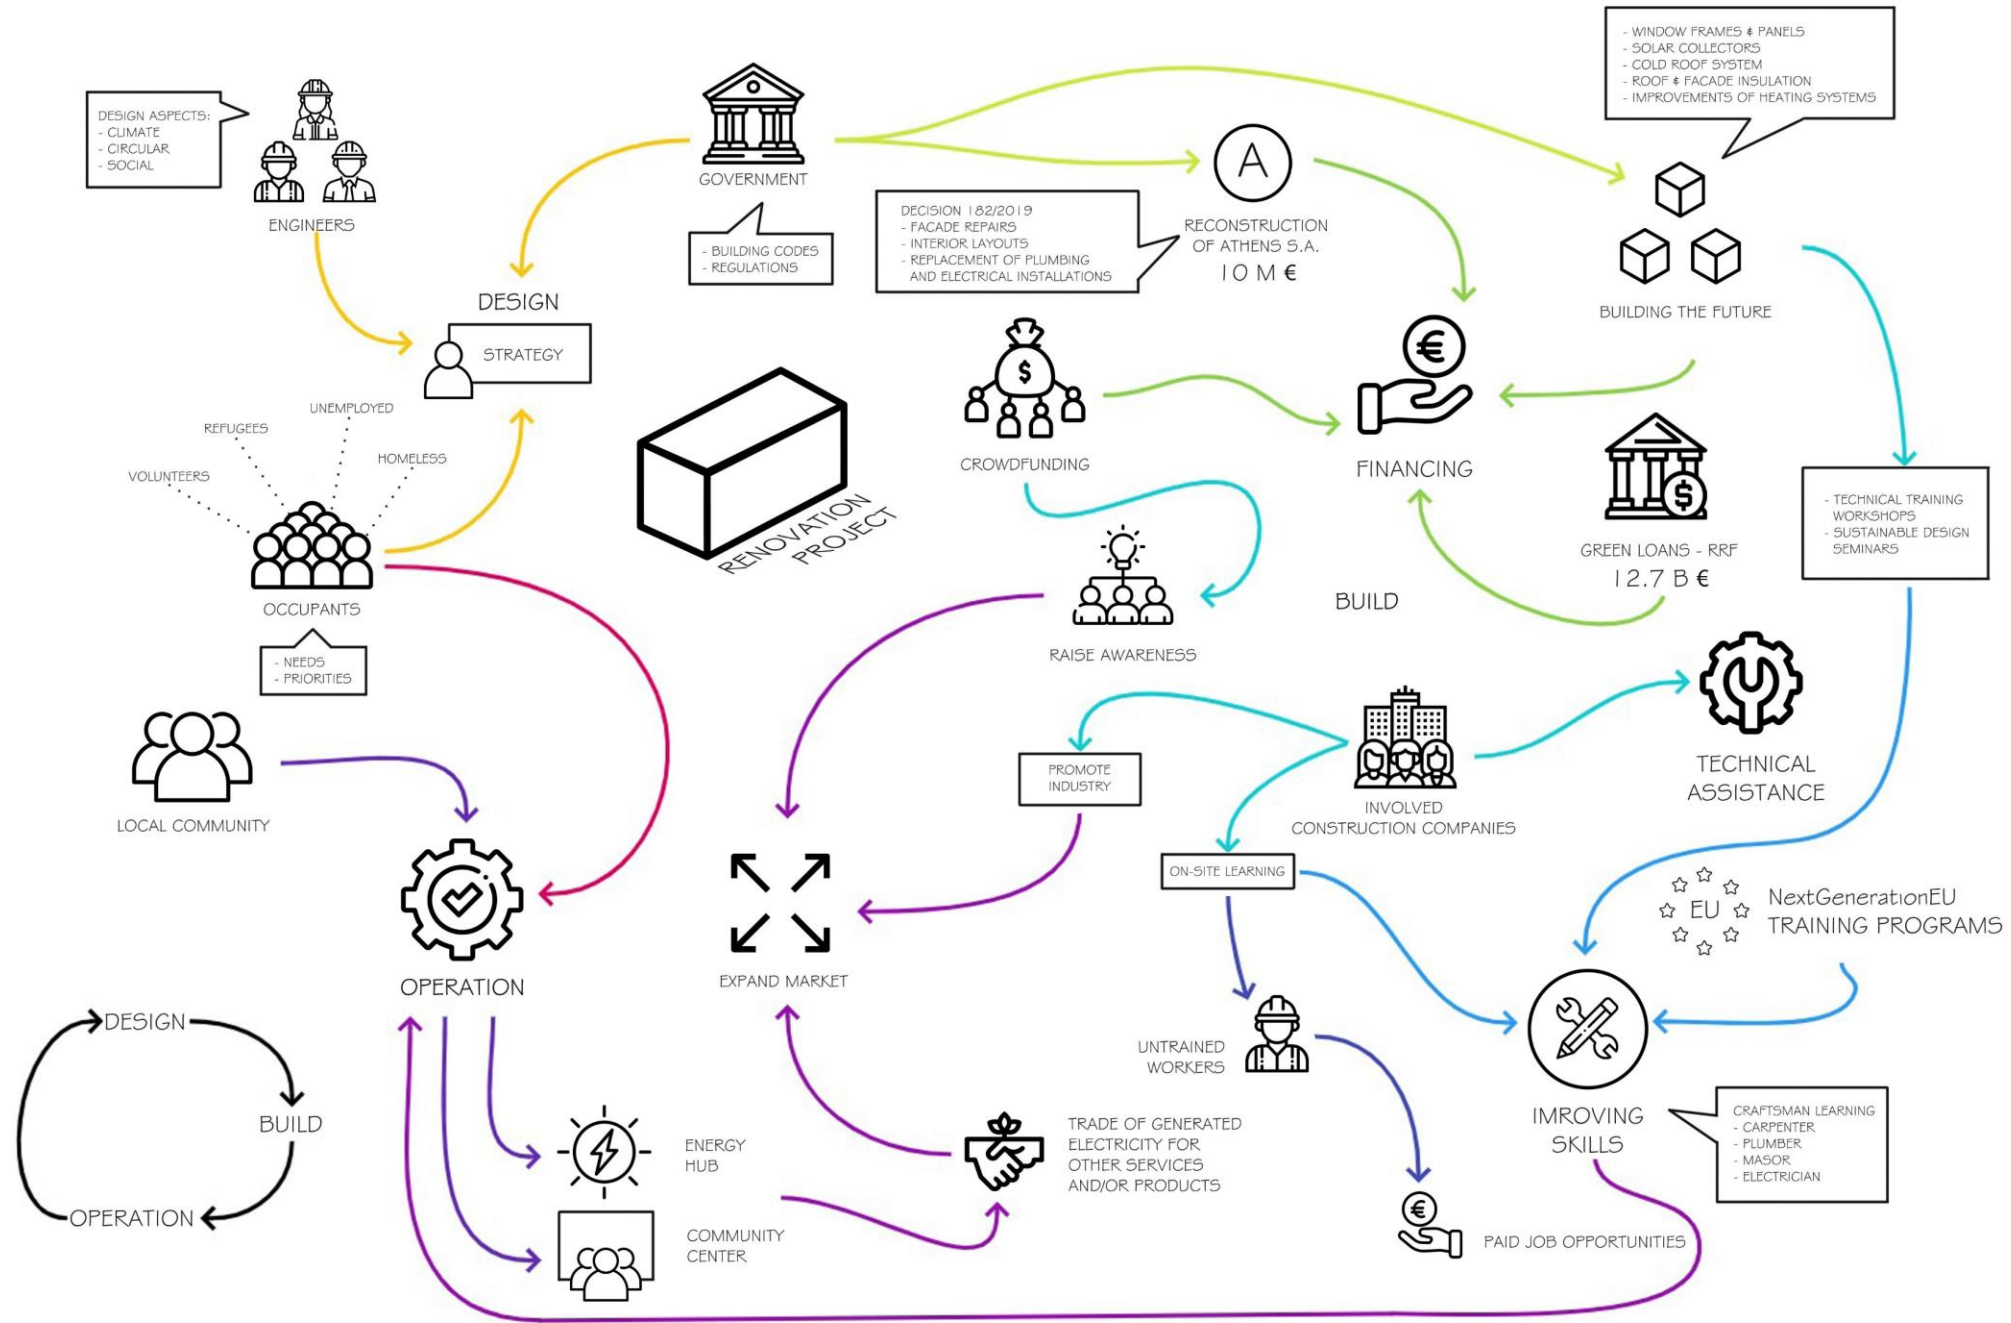 - WINDOW FRAMES & PANELS
- SOLAR COLLECTORS
- COLD ROOF SYSTEM
- ROOF & FACADE INSULATION
- IMPROVEMENTS OF HEATING SYSTEMS
DESIGN ASPECTS:
- CLIMATE
- CIRCULAR
- SOCIAL
ENGINEERS
GOVERNMENT
- BUILDING CODES
- REGULATIONS
DECISION 182/2019
- FACADE REPAIRS
- INTERIOR LAYOUTS
- REPLACEMENT OF PLUMBING
AND ELECTRICAL INSTALLATIONS
A
RECONSTRUCTION
OF ATHENS S.A.
10 M €
BUILDING THE FUTURE
DESIGN
STRATEGY
UNEMPLOYED
REFUGEES
HOMELESS
VOLUNTEERS
OCCUPANTS
- NEEDS
- PRIORITIES
RENOVATION
PROJECT
$
CROWDFUNDING
€
FINANCING
$
GREEN LOANS - RRF
12.7 B €
- TECHNICAL TRAINING
WORKSHOPS
- SUSTAINABLE DESIGN
SEMINARS
BUILD
RAISE AWARENESS
LOCAL COMMUNITY
PROMOTE
INDUSTRY
INVOLVED
CONSTRUCTION COMPANIES
TECHNICAL
ASSISTANCE
ON-SITE LEARNING
EU
NextGenerationEU
TRAINING PROGRAMS
OPERATION
EXPAND MARKET
DESIGN
BUILD
OPERATION
UNTRAINED
WORKERS
IMROVING
SKILLS
CRAFTSMAN LEARNING
- CARPENTER
- PLUMBER
- MASOR
- ELECTRICIAN
ENERGY
HUB
COMMUNITY
CENTER
TRADE OF GENERATED
ELECTRICITY FOR
OTHER SERVICES
AND/OR PRODUCTS
€
PAID JOB OPPORTUNITIES